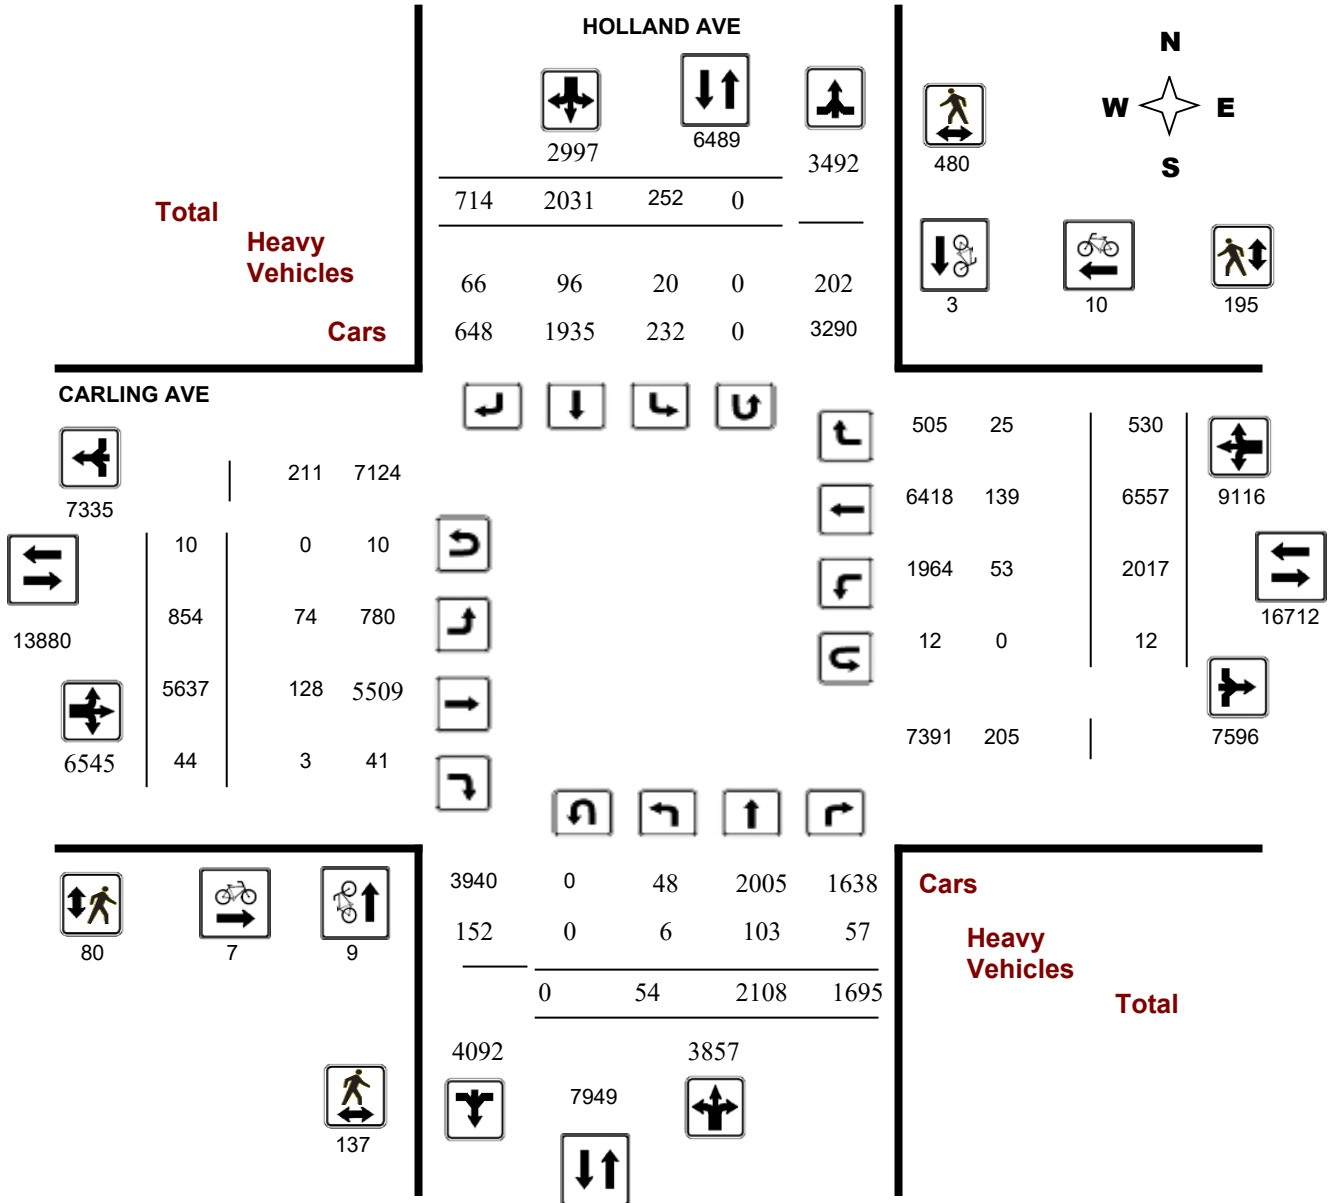 HOLLAND AVE
N
W E
S
2997
6489
3492
480
714 2031 252 0
Total
Heavy
Vehicles
66 96 20 0 202
3 10 195
Cars
648 1935 232 0 3290
CARLING AVE
505 25 530
211 7124
7335
6418 139 6557 9116
10 0 10
1964 53 2017
854 74 780
16712
13880
12 0 12
5637 128 5509
7391 205 7596
6545 44 3 41
3940 0 48 2005 1638
Cars
80 7 9
152 0 6 103 57
Heavy
Vehicles
0 54 2108 1695
Total
4092 3857
7949
137